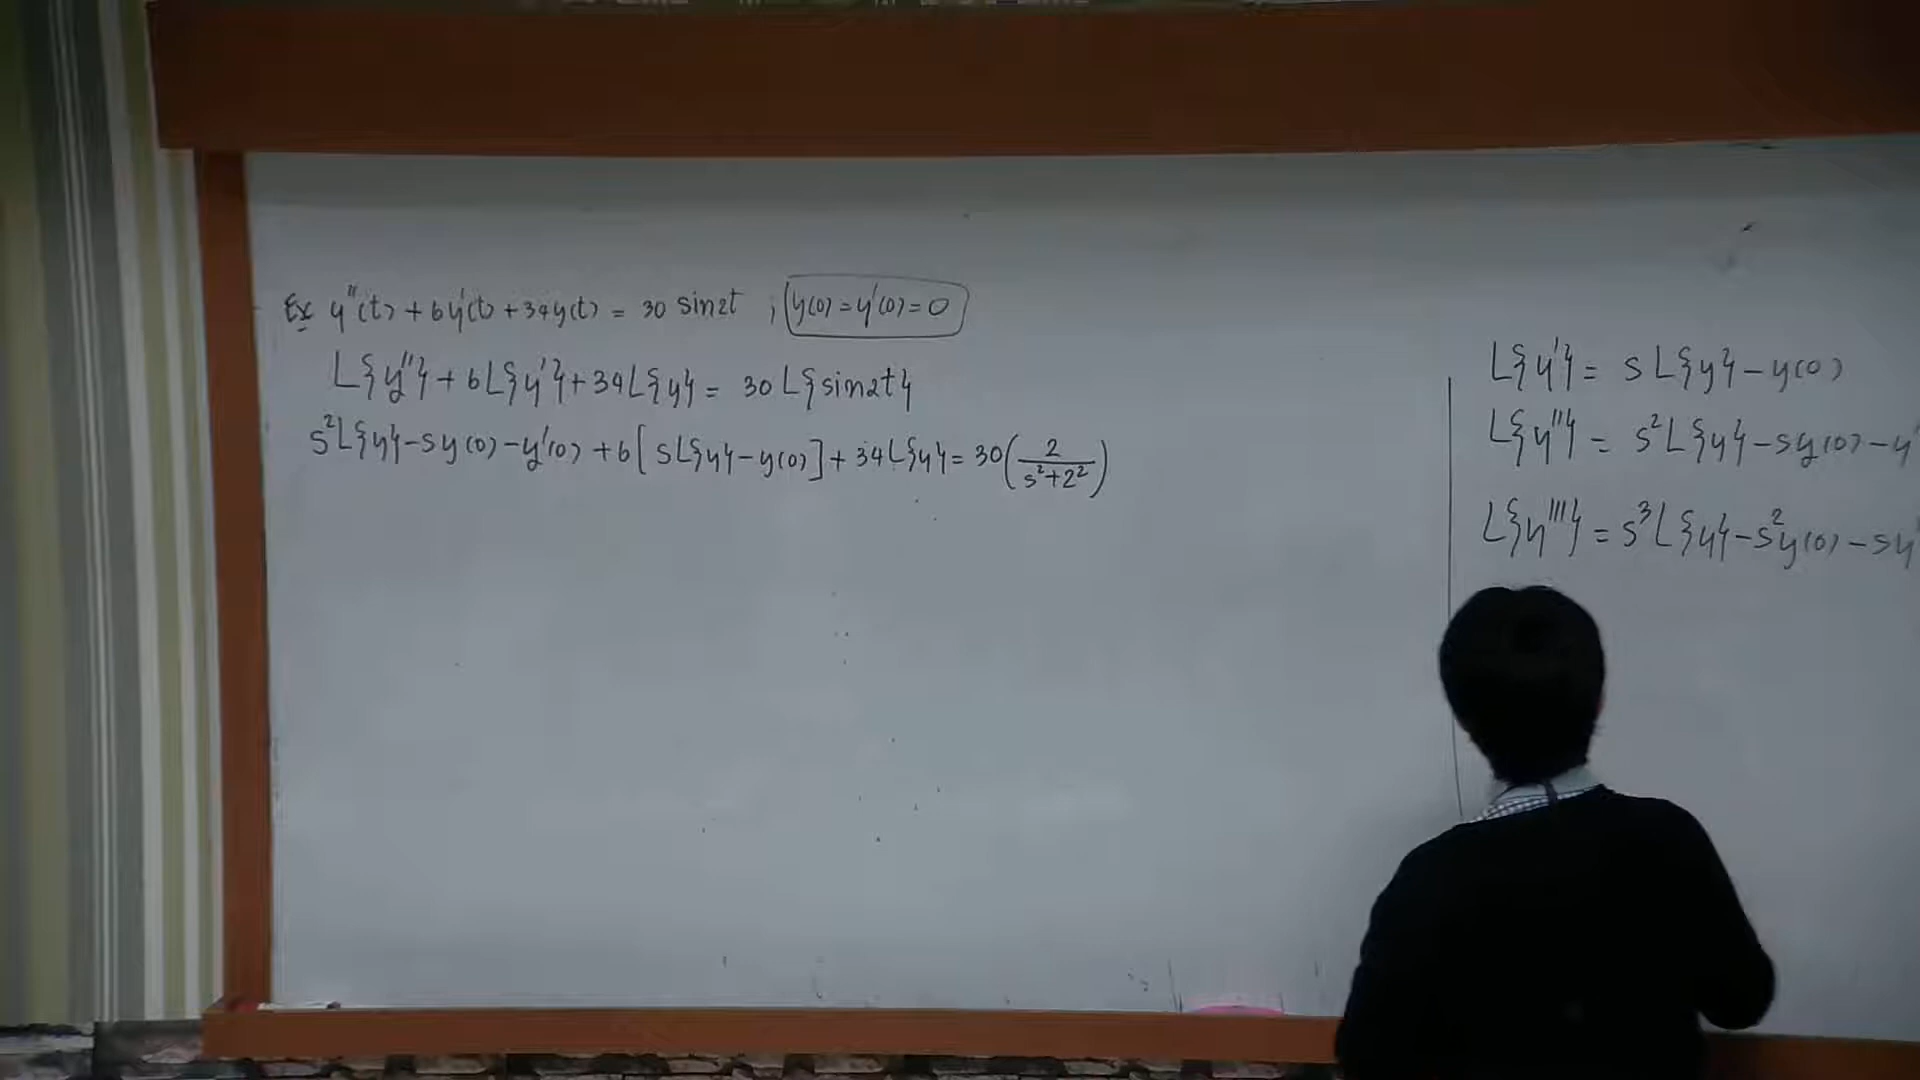 Ex y''(t) + 6y'(t) + 34y(t) = 30 sin2t ; y(0) = y'(0) = 0
L{y''} + 6L{y'} + 34L{y} = 30 L{sin2t}
s²L{y} - sy(0) - y'(0) + 6[sL{y} - y(0)] + 34L{y} = 30(2/(s²+2²))
L{y'} = sL{y} - y(0)
L{y''} = s²L{y} - sy(0) - y'
L{y'''} = s³L{y} - s²y(0) - sy'